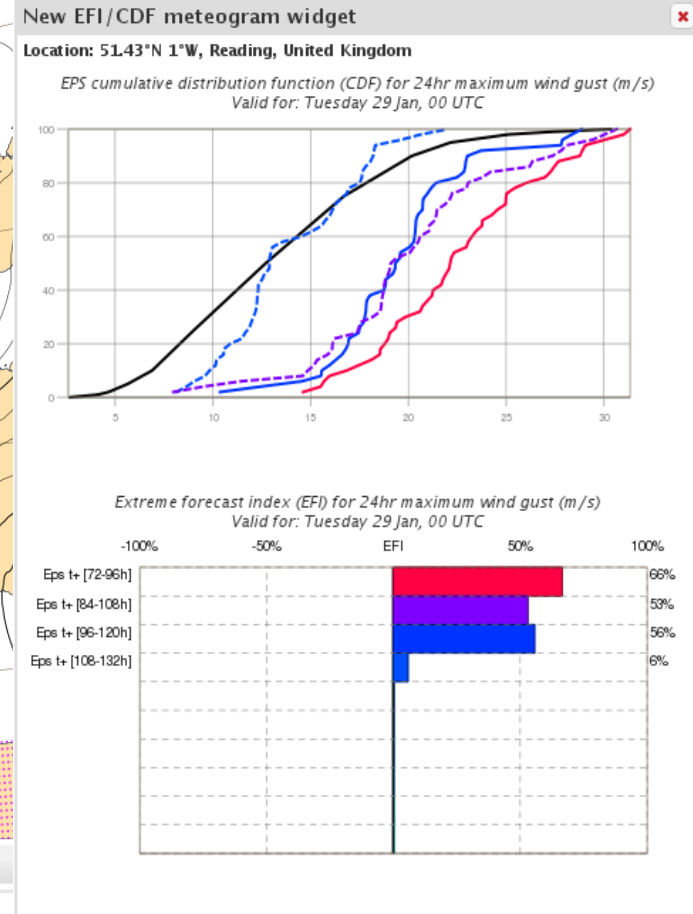 New EFI/CDF meteogram widget
Location: 51.43°N 1°W, Reading, United Kingdom
EPS cumulative distribution function (CDF) for 24hr maximum wind gust (m/s)
Valid for: Tuesday 29 Jan, 00 UTC
100
80
60
40
20
0
5 10 15 20 25 30
Extreme forecast index (EFI) for 24hr maximum wind gust (m/s)
Valid for: Tuesday 29 Jan, 00 UTC
-100% -50% EFI 50% 100%
Eps t+ [72-96h] 66%
Eps t+ [84-108h] 53%
Eps t+ [96-120h] 56%
Eps t+ [108-132h] 6%